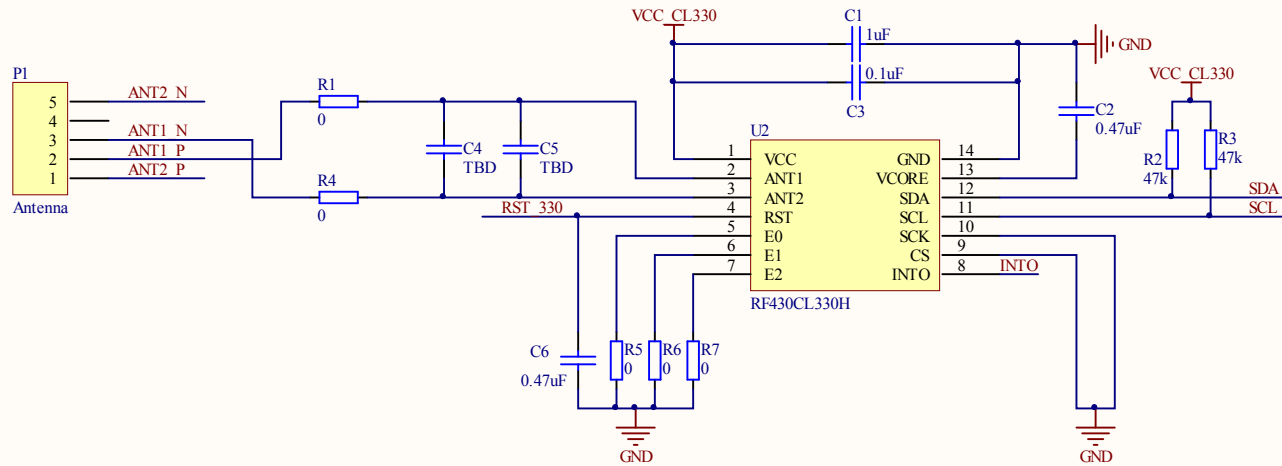 VCC_CL330
C1
1uF
GND
0.1uF
C3
C2
0.47uF
VCC_CL330
R2
47k
R3
47k
SDA
SCL
P1
5
4
3
2
1
Antenna
ANT2_N
ANT1_N
ANT1_P
ANT2_P
R1
0
R4
0
C4
TBD
C5
TBD
RST_330
U2
1 VCC GND 14
2 ANT1 VCORE 13
3 ANT2 SDA 12
4 RST SCL 11
5 E0 SCK 10
6 E1 CS 9
7 E2 INTO 8
INTO
RF430CL330H
C6
0.47uF
R5
0
R6
0
R7
0
GND
GND